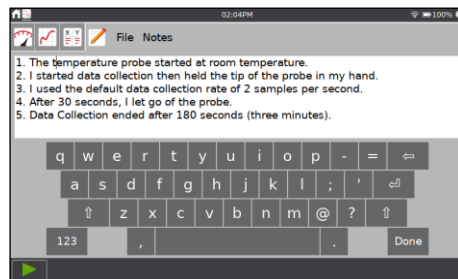 02:04PM 100%
X Y
File Notes
1. The temperature probe started at room temperature.
2. I started data collection then held the tip of the probe in my hand.
3. I used the default data collection rate of 2 samples per second.
4. After 30 seconds, I let go of the probe.
5. Data Collection ended after 180 seconds (three minutes).
q w e r t y u i o p - =
a s d f g h j k l ; '
z x c v b n m @ ?
123 , . Done